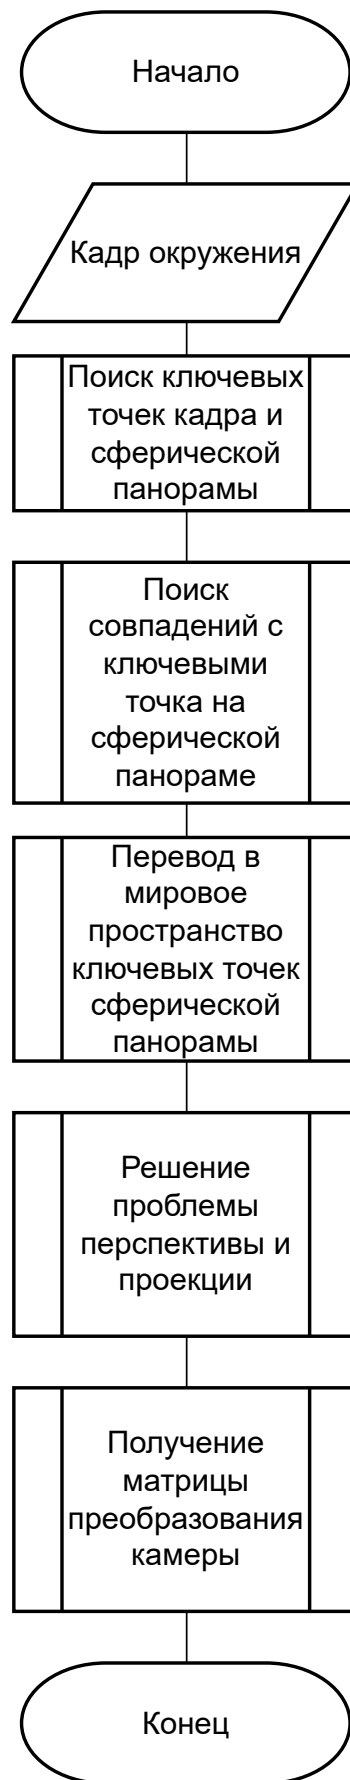 Начало
Кадр окружения
Поиск ключевых
точек кадра и
сферической
панорамы
Поиск
совпадений с
ключевыми
точка на
сферической
панораме
Перевод в
мировое
пространство
ключевых точек
сферической
панорамы
Решение
проблемы
перспективы и
проекции
Получение
матрицы
преобразования
камеры
Конец